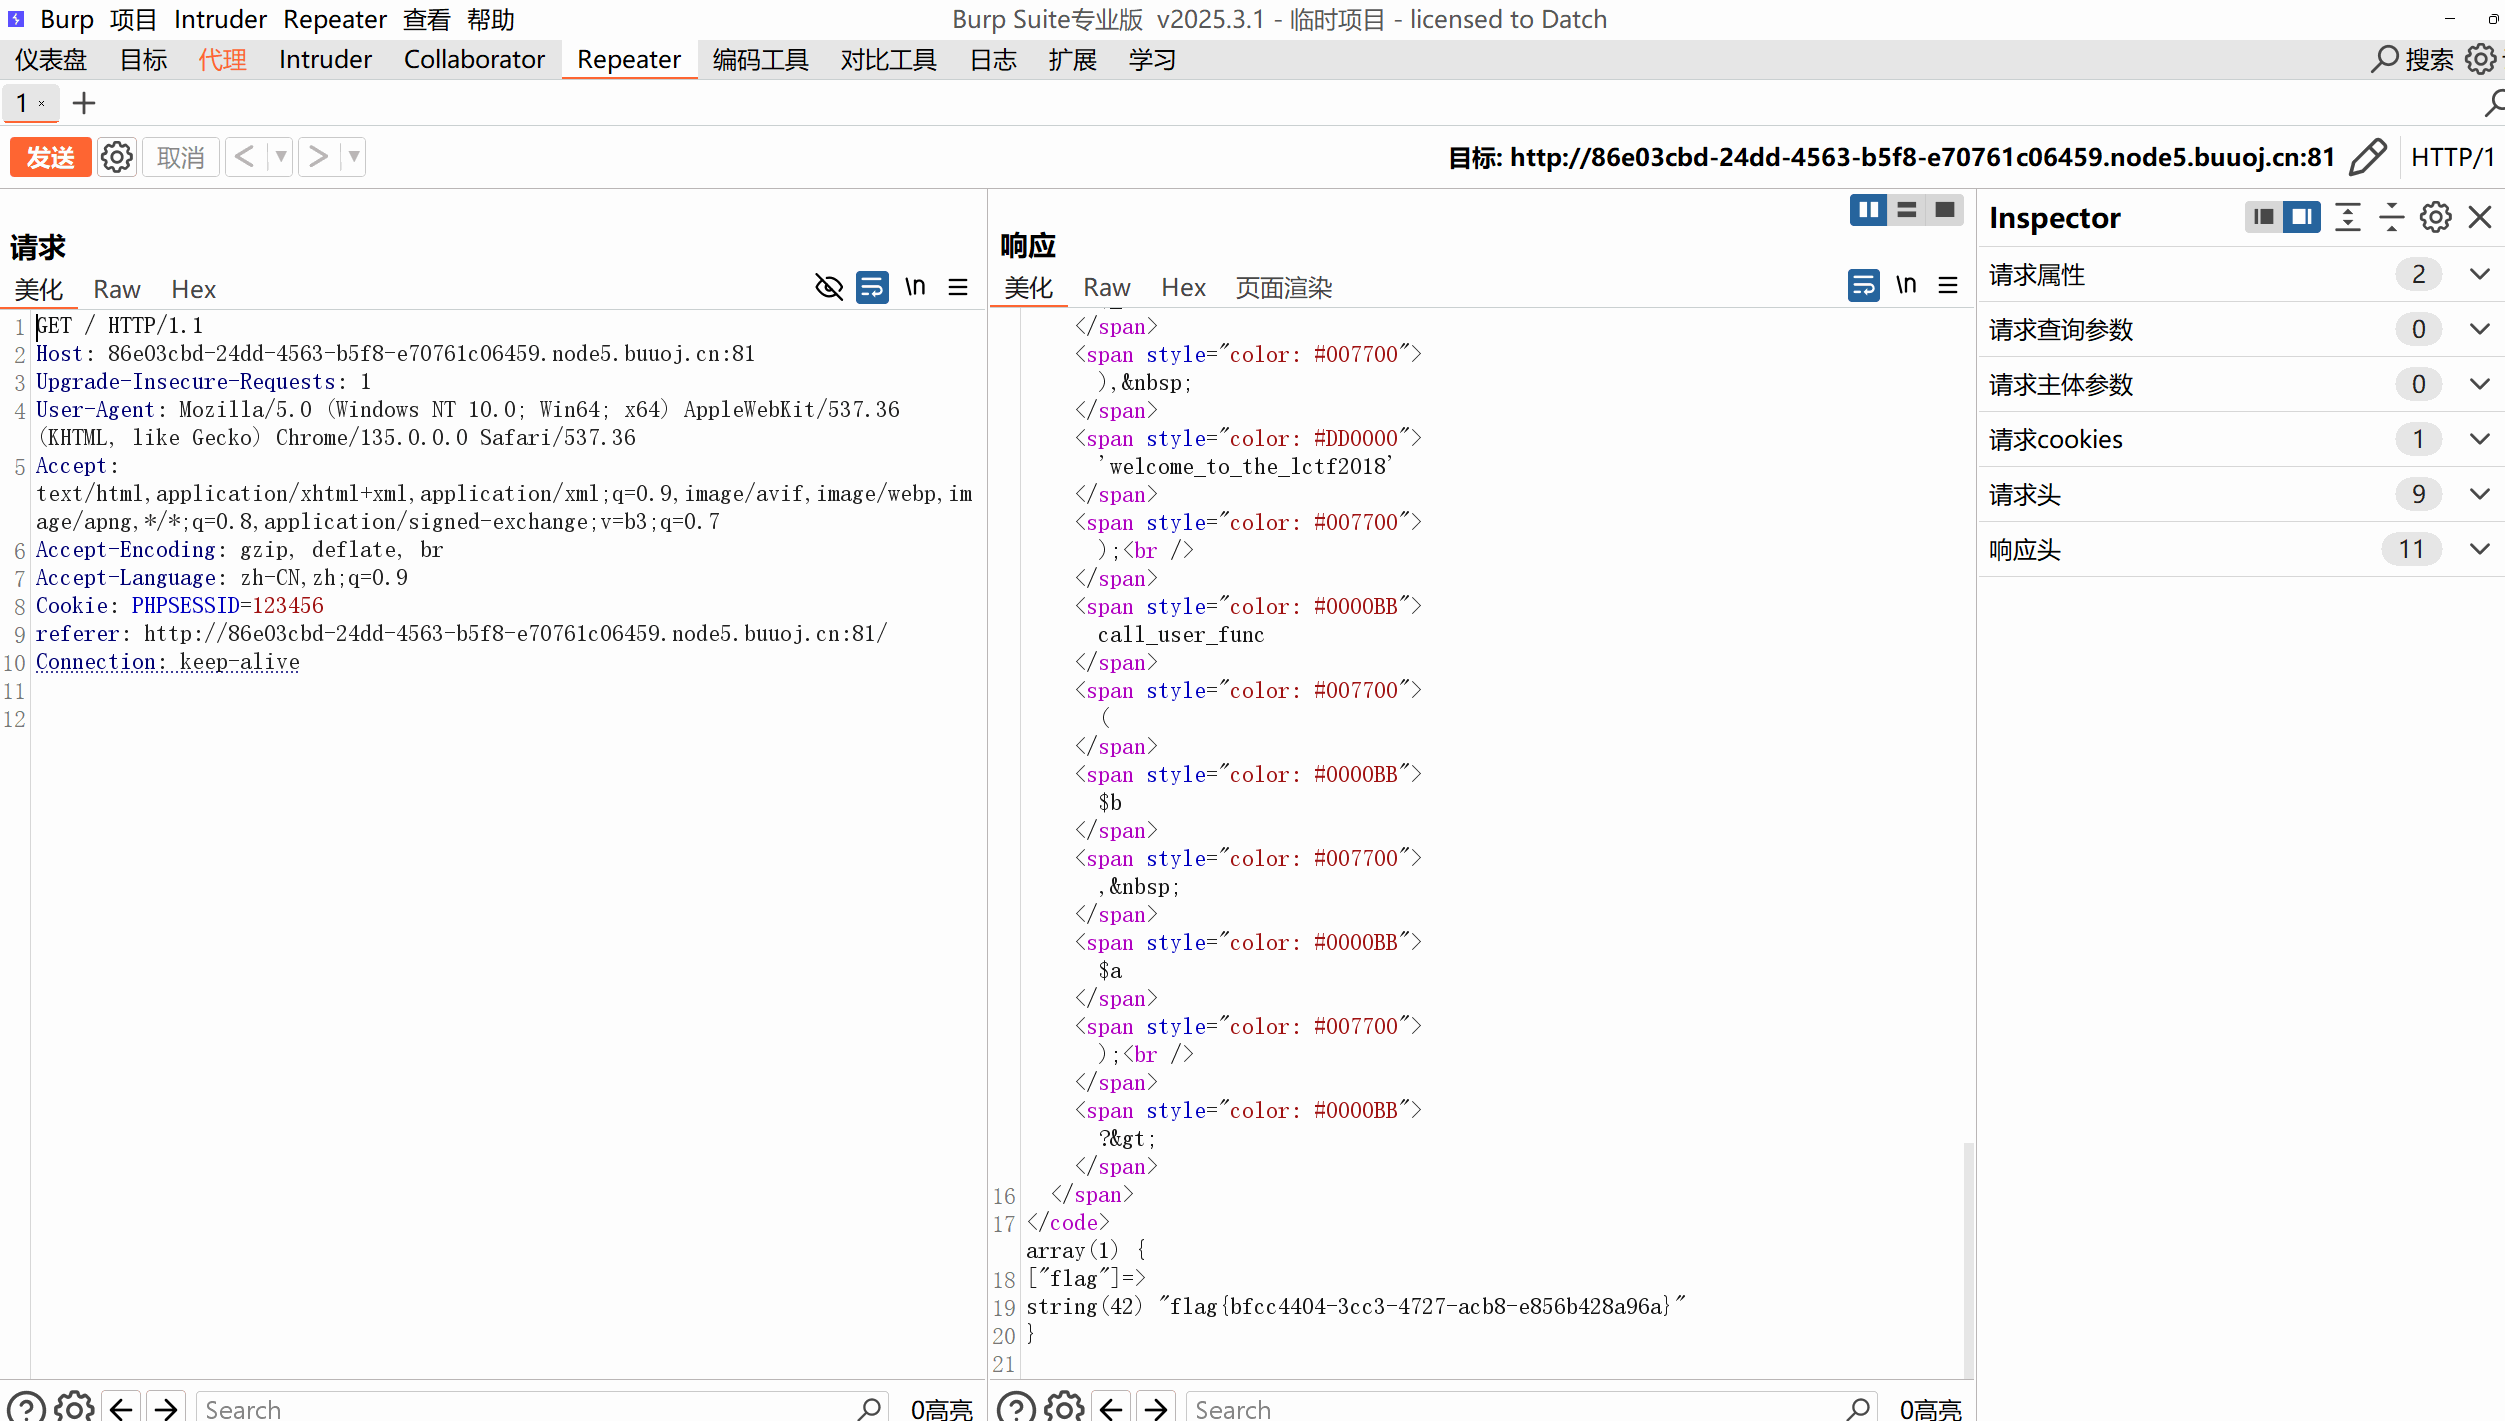 Burp 项目 Intruder Repeater 查看 帮助
Burp Suite专业版 v2025.3.1 - 临时项目 - licensed to Datch
仪表盘 目标 代理 Intruder Collaborator Repeater 编码工具 对比工具 日志 扩展 学习
搜索
1 × +
发送 取消 < >
目标: http://86e03cbd-24dd-4563-b5f8-e70761c06459.node5.buuoj.cn:81
HTTP/1
请求
美化 Raw Hex
\n
1 GET / HTTP/1.1
2 Host: 86e03cbd-24dd-4563-b5f8-e70761c06459.node5.buuoj.cn:81
3 Upgrade-Insecure-Requests: 1
4 User-Agent: Mozilla/5.0 (Windows NT 10.0; Win64; x64) AppleWebKit/537.36
(KHTML, like Gecko) Chrome/135.0.0.0 Safari/537.36
5 Accept:
text/html,application/xhtml+xml,application/xml;q=0.9,image/avif,image/webp,im
age/apng,*/*;q=0.8,application/signed-exchange;v=b3;q=0.7
6 Accept-Encoding: gzip, deflate, br
7 Accept-Language: zh-CN,zh;q=0.9
8 Cookie: PHPSESSID=123456
9 referer: http://86e03cbd-24dd-4563-b5f8-e70761c06459.node5.buuoj.cn:81/
10 Connection: keep-alive
11
12
Search
0高亮
响应
美化 Raw Hex 页面渲染
\n
</span>
<span style="color: #007700">
),&nbsp;
</span>
<span style="color: #DD0000">
'welcome_to_the_lctf2018'
</span>
<span style="color: #007700">
);<br />
</span>
<span style="color: #0000BB">
call_user_func
</span>
<span style="color: #007700">
(
</span>
<span style="color: #0000BB">
$b
</span>
<span style="color: #007700">
,&nbsp;
</span>
<span style="color: #0000BB">
$a
</span>
<span style="color: #007700">
);<br />
</span>
<span style="color: #0000BB">
?&gt;
</span>
16 </span>
17 </code>
array(1) {
18 ["flag"]=>
19 string(42) "flag{bfcc4404-3cc3-4727-acb8-e856b428a96a}"
20 }
21
Search
0高亮
Inspector
请求属性 2
请求查询参数 0
请求主体参数 0
请求cookies 1
请求头 9
响应头 11